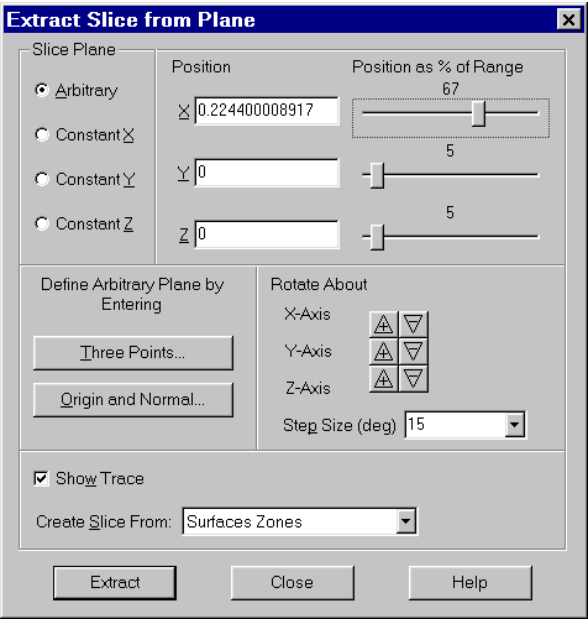 Extract Slice from Plane
Slice Plane
Arbitrary
Constant X
Constant Y
Constant Z
Position
X 0.224400008917
Y 0
Z 0
Position as % of Range
67
5
5
Define Arbitrary Plane by
Entering
Three Points...
Origin and Normal...
Rotate About
X-Axis
Y-Axis
Z-Axis
Step Size (deg) 15
Show Trace
Create Slice From: Surfaces Zones
Extract Close Help